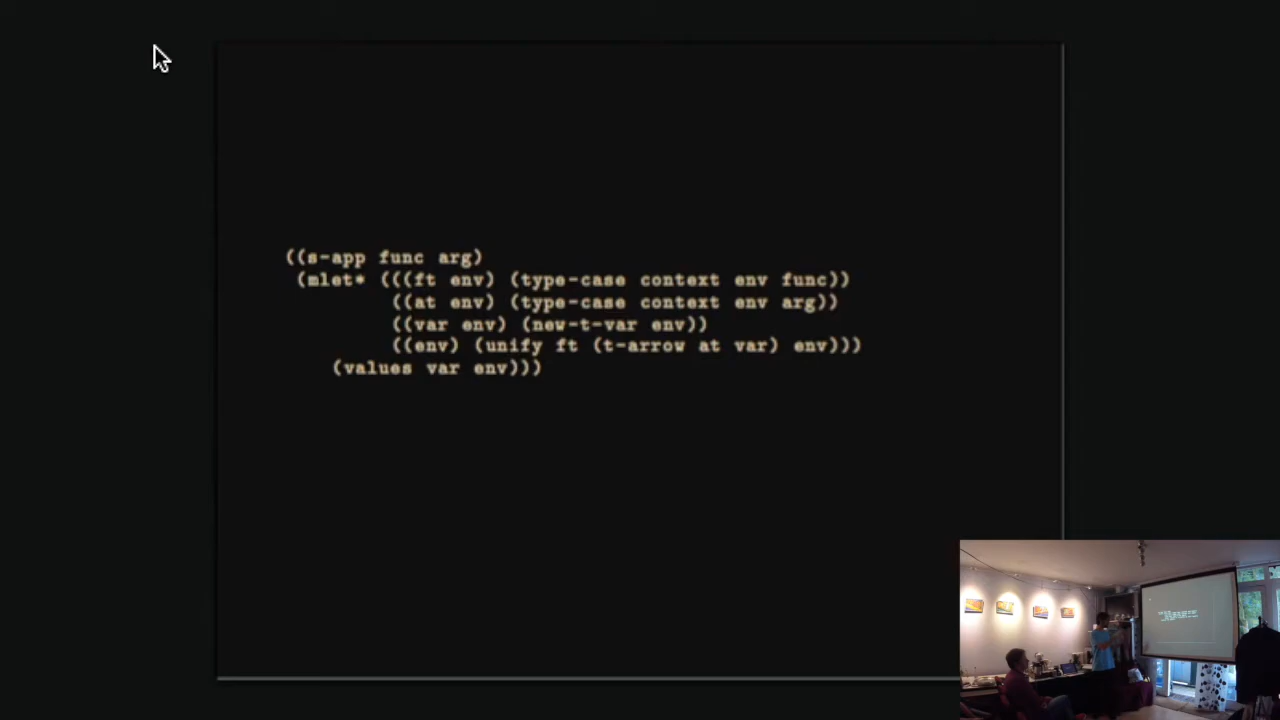 ((s-app func arg)
(mlet* (((ft env) (type-case context env func))
((at env) (type-case context env arg))
((var env) (new-t-var env))
((env) (unify ft (t-arrow at var) env)))
(values var env)))